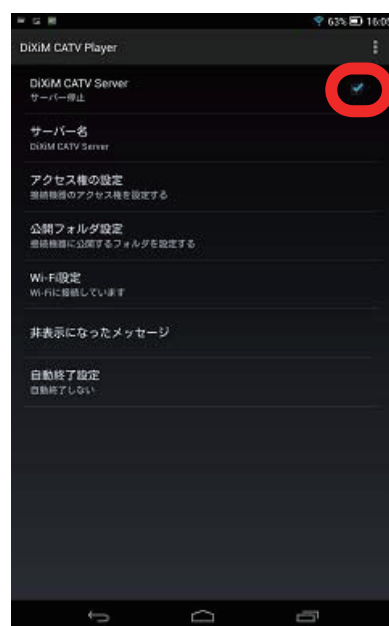 63% 16:05
DiXiM CATV Player
DiXiM CATV Server
サーバー停止
サーバー名
DiXiM CATV Server
アクセス権の設定
接続機器のアクセス権を設定する
公開フォルダ設定
接続機器に公開するフォルダを設定する
Wi-Fi設定
Wi-Fiに接続しています
非表示になったメッセージ
自動終了設定
自動終了しない